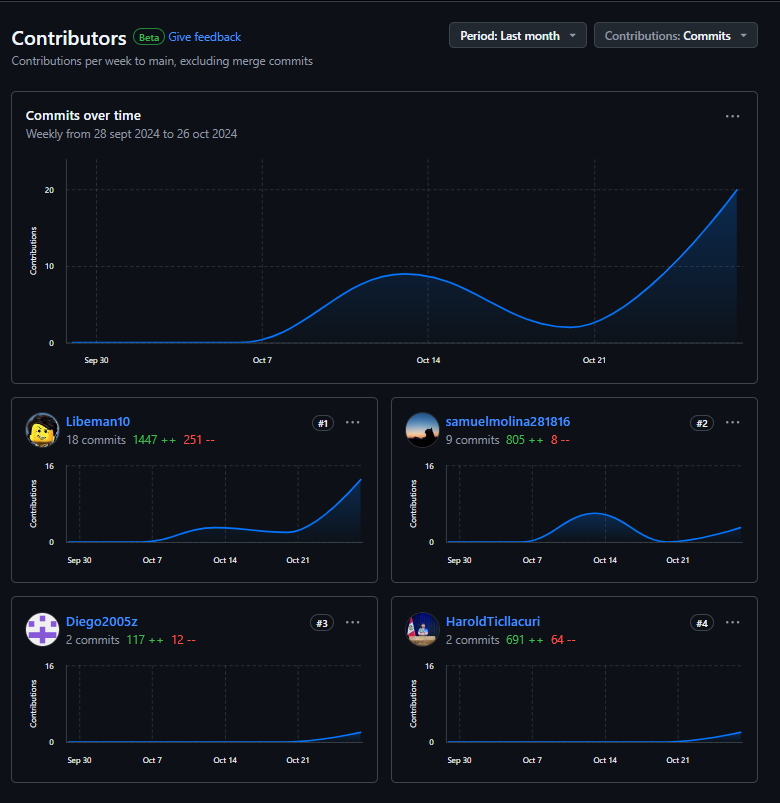 Contributors Beta Give feedback
Period: Last month
Contributions: Commits
Contributions per week to main, excluding merge commits
Commits over time
Weekly from 28 sept 2024 to 26 oct 2024
Contributions
20
10
0
Sep 30 Oct 7 Oct 14 Oct 21
Libeman10 #1
18 commits 1447 ++ 251 --
Contributions
16
0
Sep 30 Oct 7 Oct 14 Oct 21
samuelmolina281816 #2
9 commits 805 ++ 8 --
Contributions
16
0
Sep 30 Oct 7 Oct 14 Oct 21
Diego2005z #3
2 commits 117 ++ 12 --
Contributions
16
0
Sep 30 Oct 7 Oct 14 Oct 21
HaroldTicllacuri #4
2 commits 691 ++ 64 --
Contributions
16
0
Sep 30 Oct 7 Oct 14 Oct 21